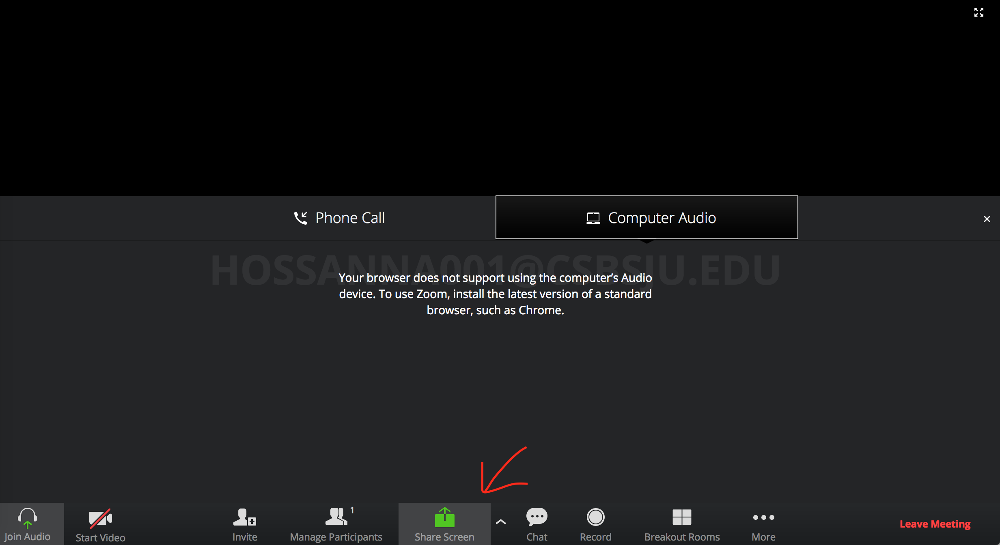 Phone Call
Computer Audio
HOSSANNA001@CSBSJU.EDU
Your browser does not support using the computer's Audio
device. To use Zoom, install the latest version of a standard
browser, such as Chrome.
1
Join Audio
Start Video
Invite
Manage Participants
Share Screen
Chat
Record
Breakout Rooms
More
Leave Meeting